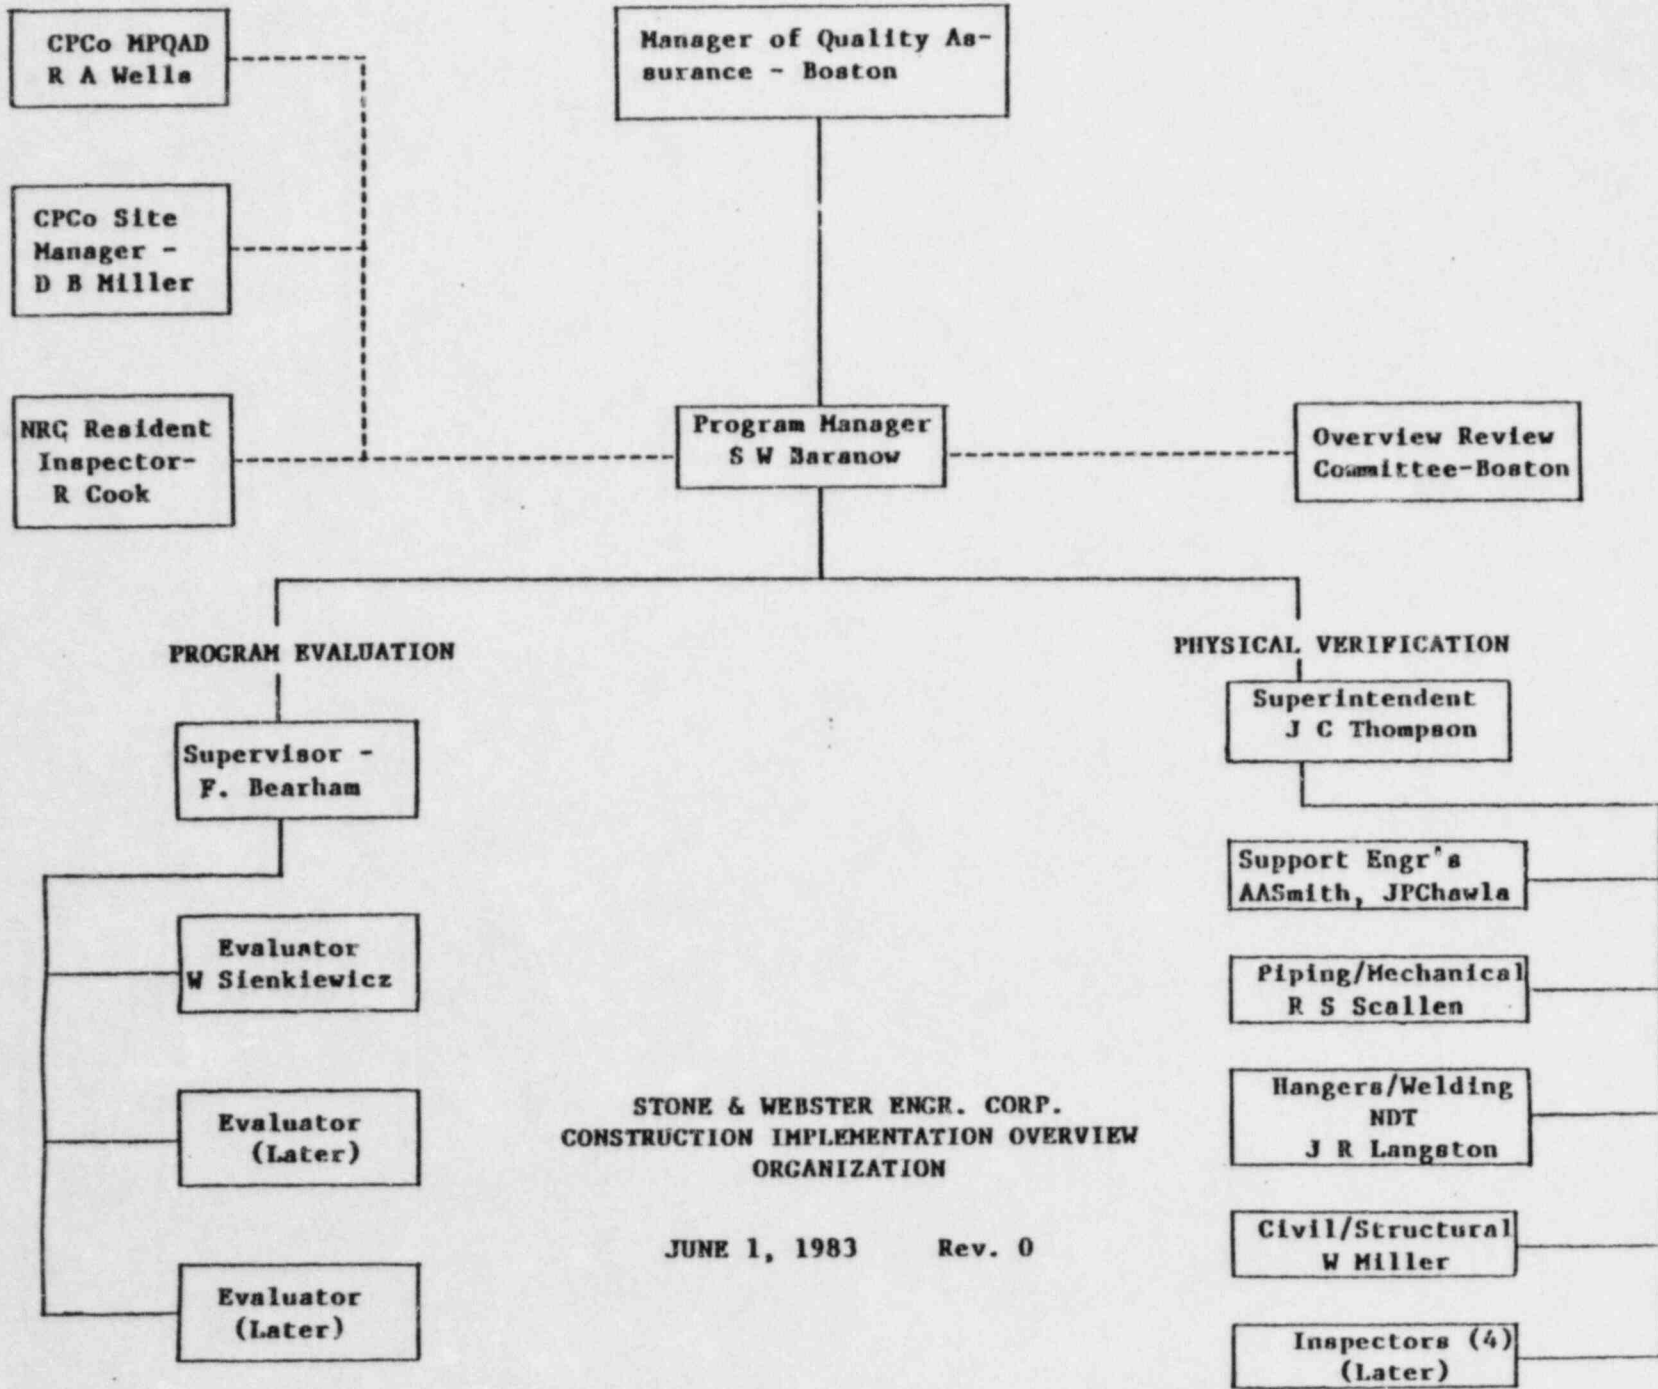 CPCo MPQAD
R A Wells
Manager of Quality As-
surance - Boston
CPCo Site
Manager -
D B Miller
NRC Resident
Inspector-
R Cook
Program Manager
S W Baranow
Overview Review
Committee-Boston
PROGRAM EVALUATION
Supervisor -
F. Bearham
Evaluator
W Sienkiewicz
Evaluator
(Later)
Evaluator
(Later)
PHYSICAL VERIFICATION
Superintendent
J C Thompson
Support Engr's
AASmith, JPChawla
Piping/Mechanical
R S Scallen
Hangers/Welding
NDT
J R Langston
Civil/Structural
W Miller
Inspectors (4)
(Later)
STONE & WEBSTER ENGR. CORP.
CONSTRUCTION IMPLEMENTATION OVERVIEW
ORGANIZATION
JUNE 1, 1983 Rev. 0